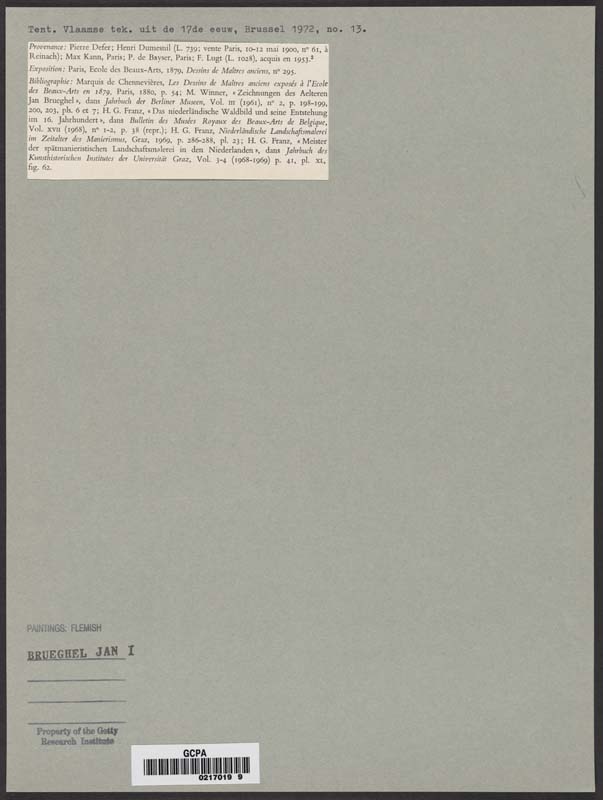 Tent. Vlaamse tek. uit de 17de eeuw, Brussel 1972, no. 13.
Provenance: Pierre Defer; Henri Dumesnil (L. 739; vente Paris, 10-12 mai 1900, nº 61, à
Reinach); Max Kann, Paris; P. de Bayser, Paris; F. Lugt (L. 1028), acquis en 1953.²
Exposition: Paris, Ecole des Beaux-Arts, 1879, Dessins de Maîtres anciens, nº 295.
Bibliographie: Marquis de Chennevières, Les Dessins de Maîtres anciens exposés à l'Ecole
des Beaux-Arts en 1879, Paris, 1880, p. 54; M. Winner, « Zeichnungen des Aelteren
Jan Brueghel », dans Jahrbuch der Berliner Museen, Vol. III (1961), nº 2, p. 198-199,
200, 203, pls. 6 et 7; H. G. Franz, « Das niederländische Waldbild und seine Entstehung
im 16. Jahrhundert », dans Bulletin des Musées Royaux des Beaux-Arts de Belgique,
Vol. XVII (1968), nº 1-2, p. 38 (repr.); H. G. Franz, Niederländische Landschaftsmalerei
im Zeitalter des Manierismus, Graz, 1969, p. 286-288, pl. 23; H. G. Franz, « Meister
der spätmanieristischen Landschaftsmalerei in den Niederlanden », dans Jahrbuch des
Kunsthistorischen Institutes der Universität Graz, Vol. 3-4 (1968-1969) p. 41, pl. XI,
fig. 62.
PAINTINGS: FLEMISH
BRUEGHEL JAN I
Property of the Getty
Research Institute
GCPA
0217019 9